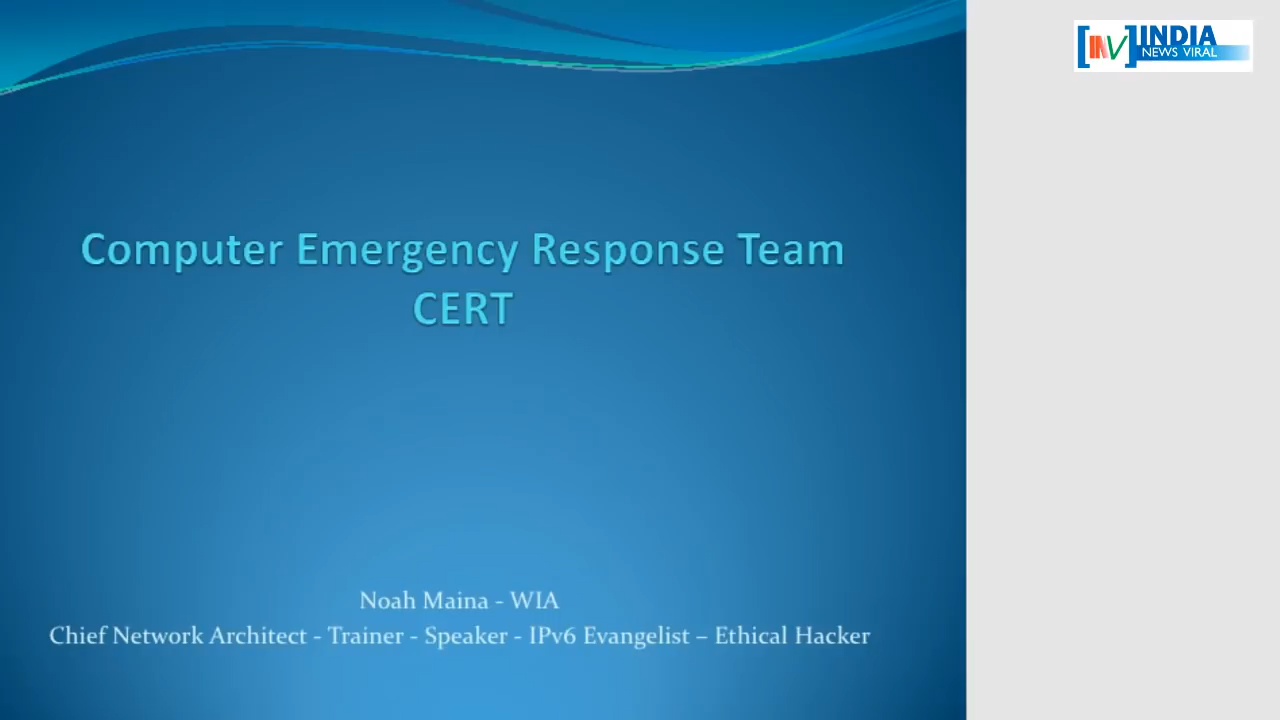 INV INDIA
NEWS VIRAL
Computer Emergency Response Team
CERT
Noah Maina - WIA
Chief Network Architect - Trainer - Speaker - IPv6 Evangelist – Ethical Hacker